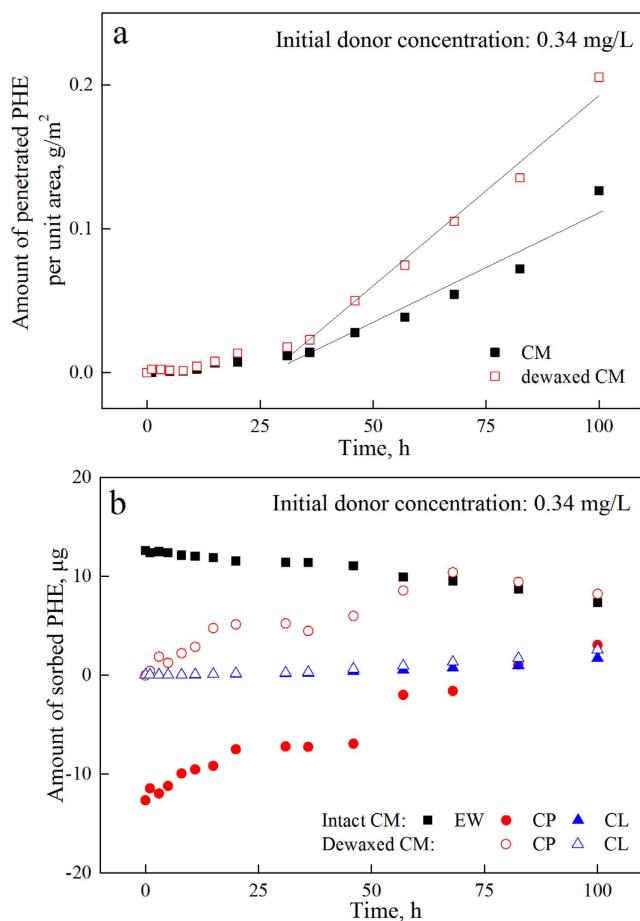 a
Initial donor concentration: 0.34 mg/L
Amount of penetrated PHE
per unit area, g/m²
0.2
0.1
0.0
CM
dewaxed CM
0
25
50
75
100
Time, h
b
Initial donor concentration: 0.34 mg/L
Amount of sorbed PHE, μg
20
10
0
-10
-20
Intact CM: EW CP CL
Dewaxed CM: CP CL
0
25
50
75
100
Time, h